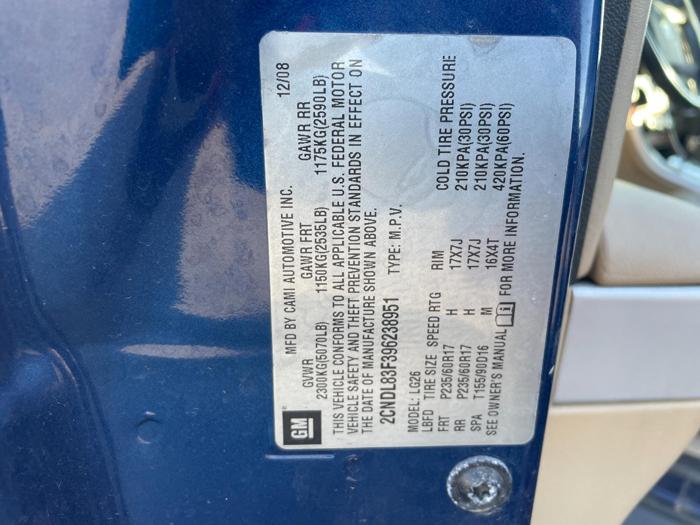 GM
MFD BY CAMI AUTOMOTIVE INC. 12/08
GVWR GAWR FRT GAWR RR
2300KG(5070LB) 1150KG(2535LB) 1175KG(2590LB)
THIS VEHICLE CONFORMS TO ALL APPLICABLE U.S. FEDERAL MOTOR
VEHICLE SAFETY AND THEFT PREVENTION STANDARDS IN EFFECT ON
THE DATE OF MANUFACTURE SHOWN ABOVE.
2CNDL83F396238951 TYPE: M.P.V.
MODEL: LG26
LBFD TIRE SIZE SPEED RTG RIM COLD TIRE PRESSURE
FRT P235/60R17 H 17X7J 210KPA(30PSI)
RR P235/60R17 H 17X7J 210KPA(30PSI)
SPA T155/90D16 M 16X4T 420KPA(60PSI)
SEE OWNER'S MANUAL FOR MORE INFORMATION.